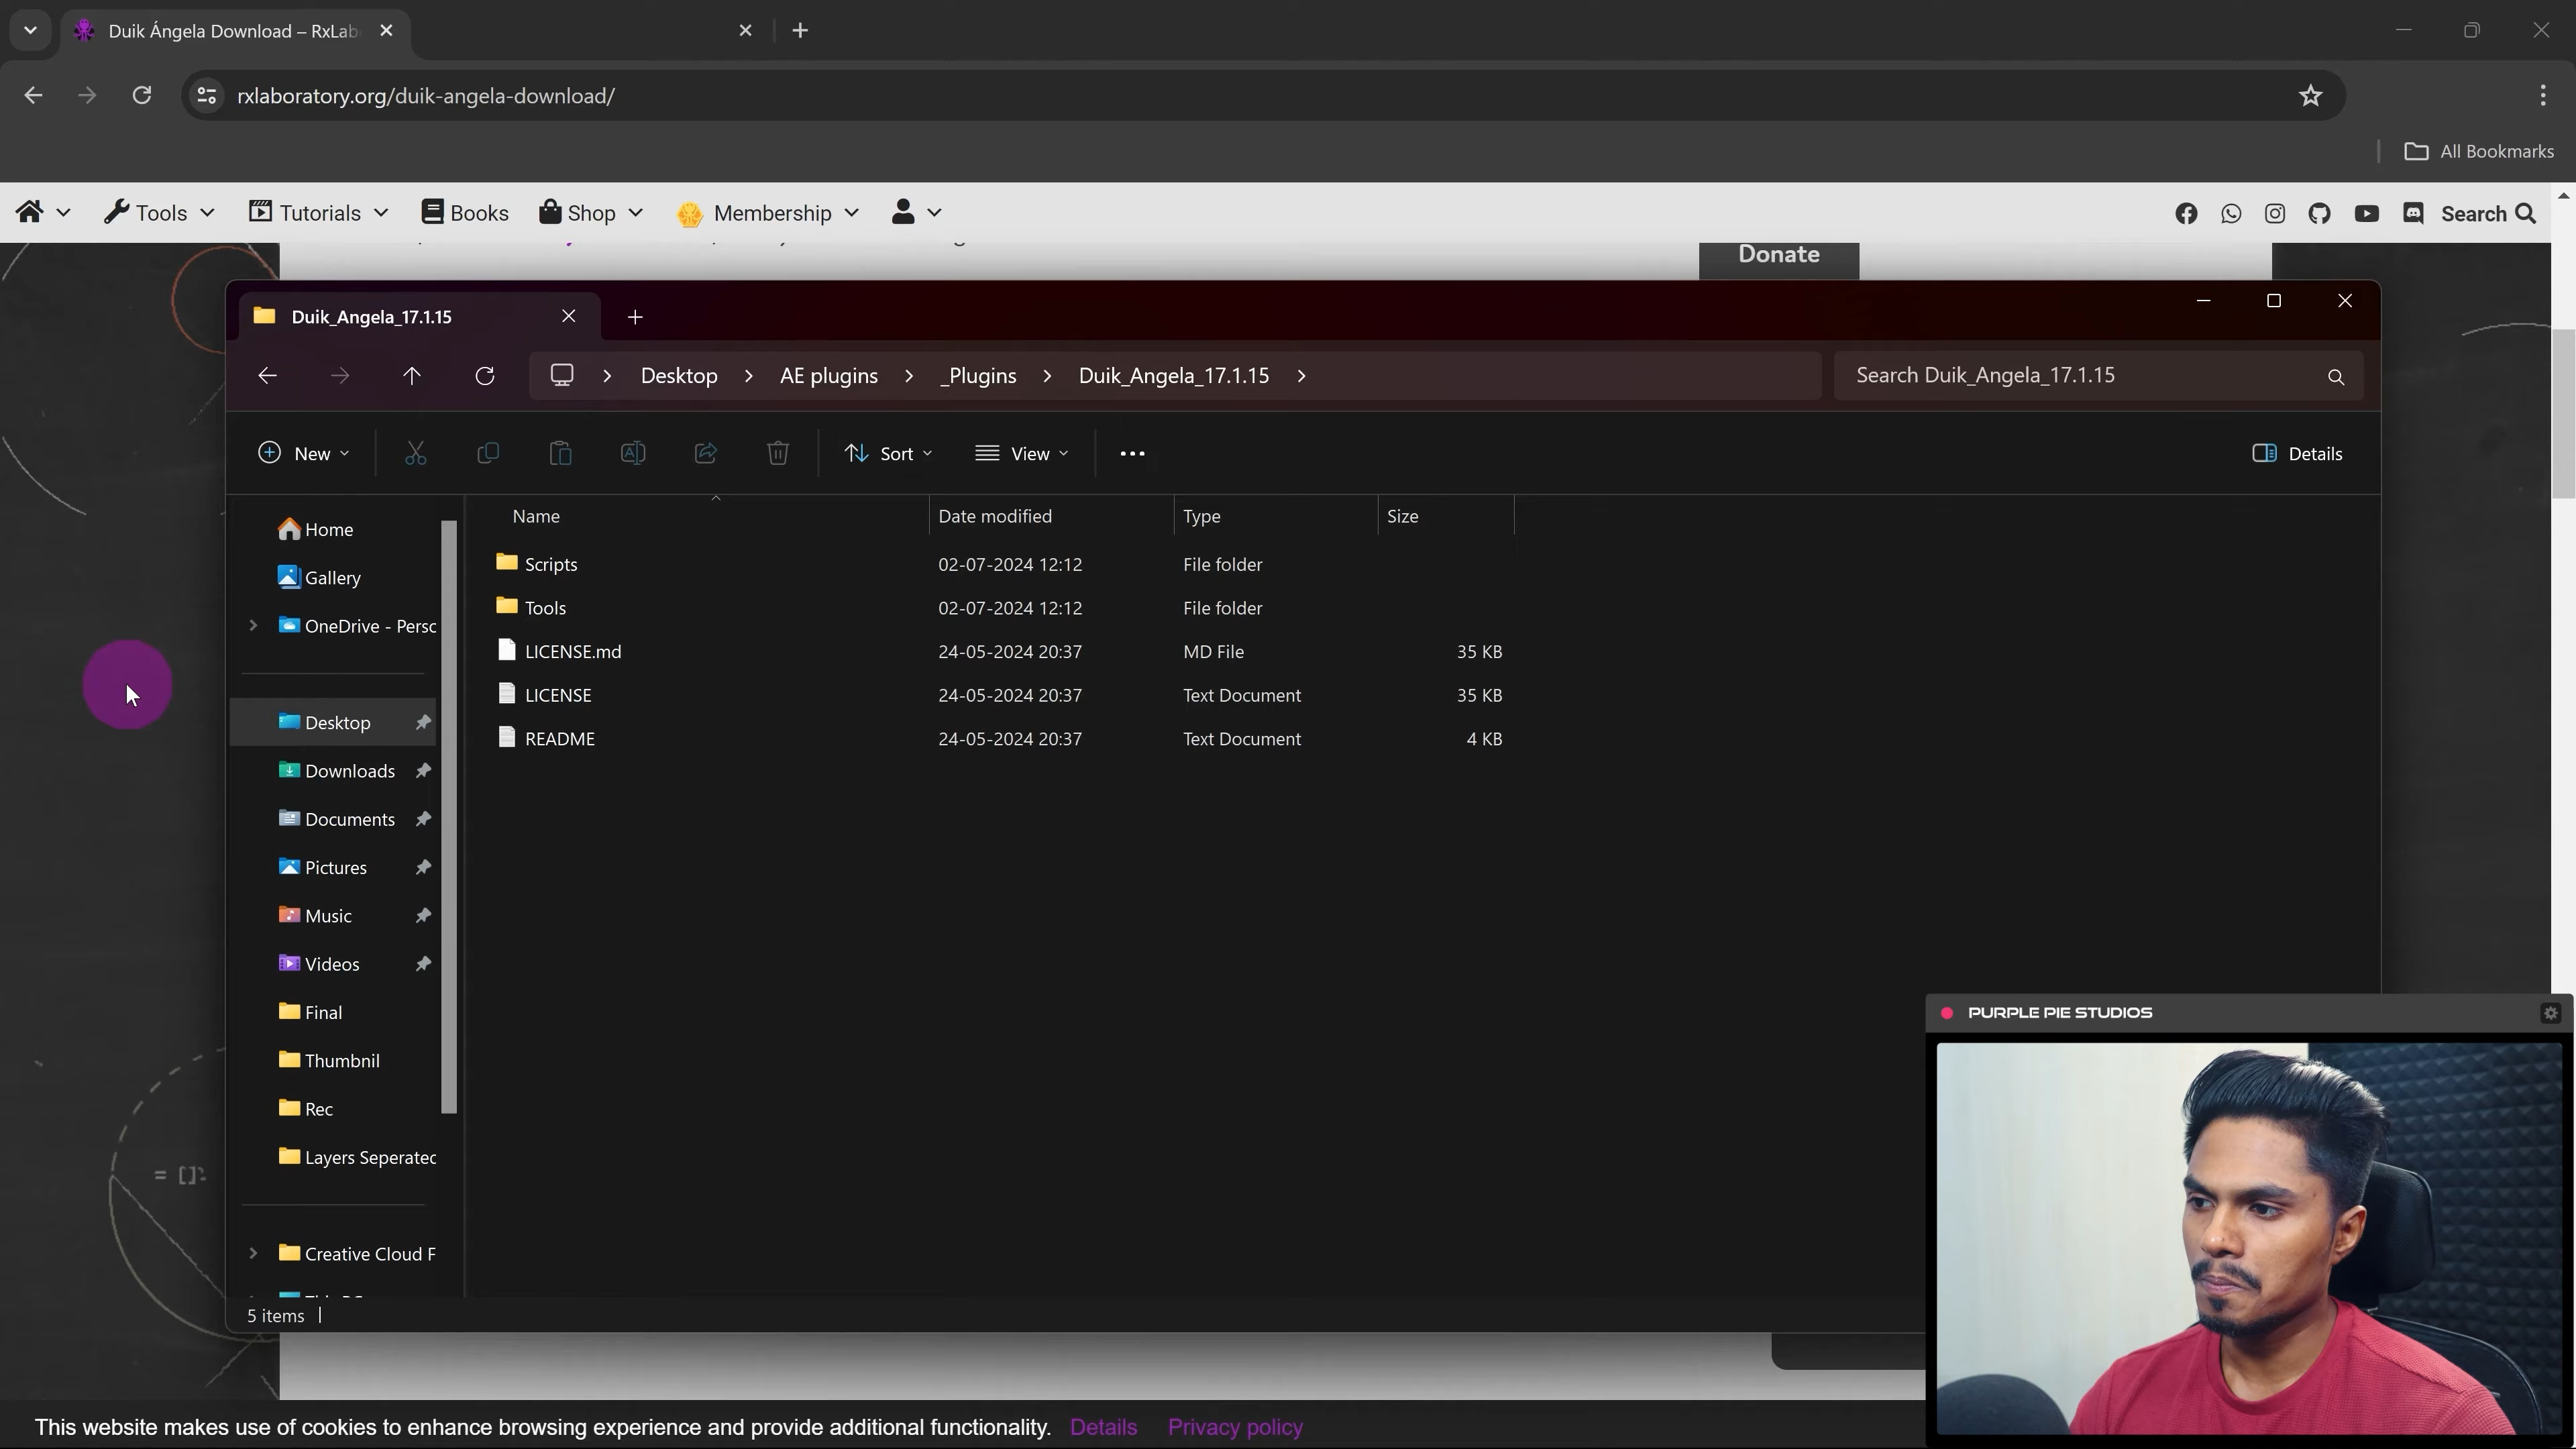 Duik Ángela Download – RxLab
rxlaboratory.org/duik-angela-download/
All Bookmarks
Tools Tutorials Books Shop Membership Search
Donate
Duik_Angela_17.1.15
Desktop AE plugins _Plugins Duik_Angela_17.1.15 Search Duik_Angela_17.1.15
New Sort View Details
Name Date modified Type Size
Scripts 02-07-2024 12:12 File folder
Tools 02-07-2024 12:12 File folder
LICENSE.md 24-05-2024 20:37 MD File 35 KB
LICENSE 24-05-2024 20:37 Text Document 35 KB
README 24-05-2024 20:37 Text Document 4 KB
Home
Gallery
OneDrive - Persc
Desktop
Downloads
Documents
Pictures
Music
Videos
Final
Thumbnil
Rec
Layers Seperatec
Creative Cloud F
5 items
PURPLE PIE STUDIOS
= []
This website makes use of cookies to enhance browsing experience and provide additional functionality. Details Privacy policy